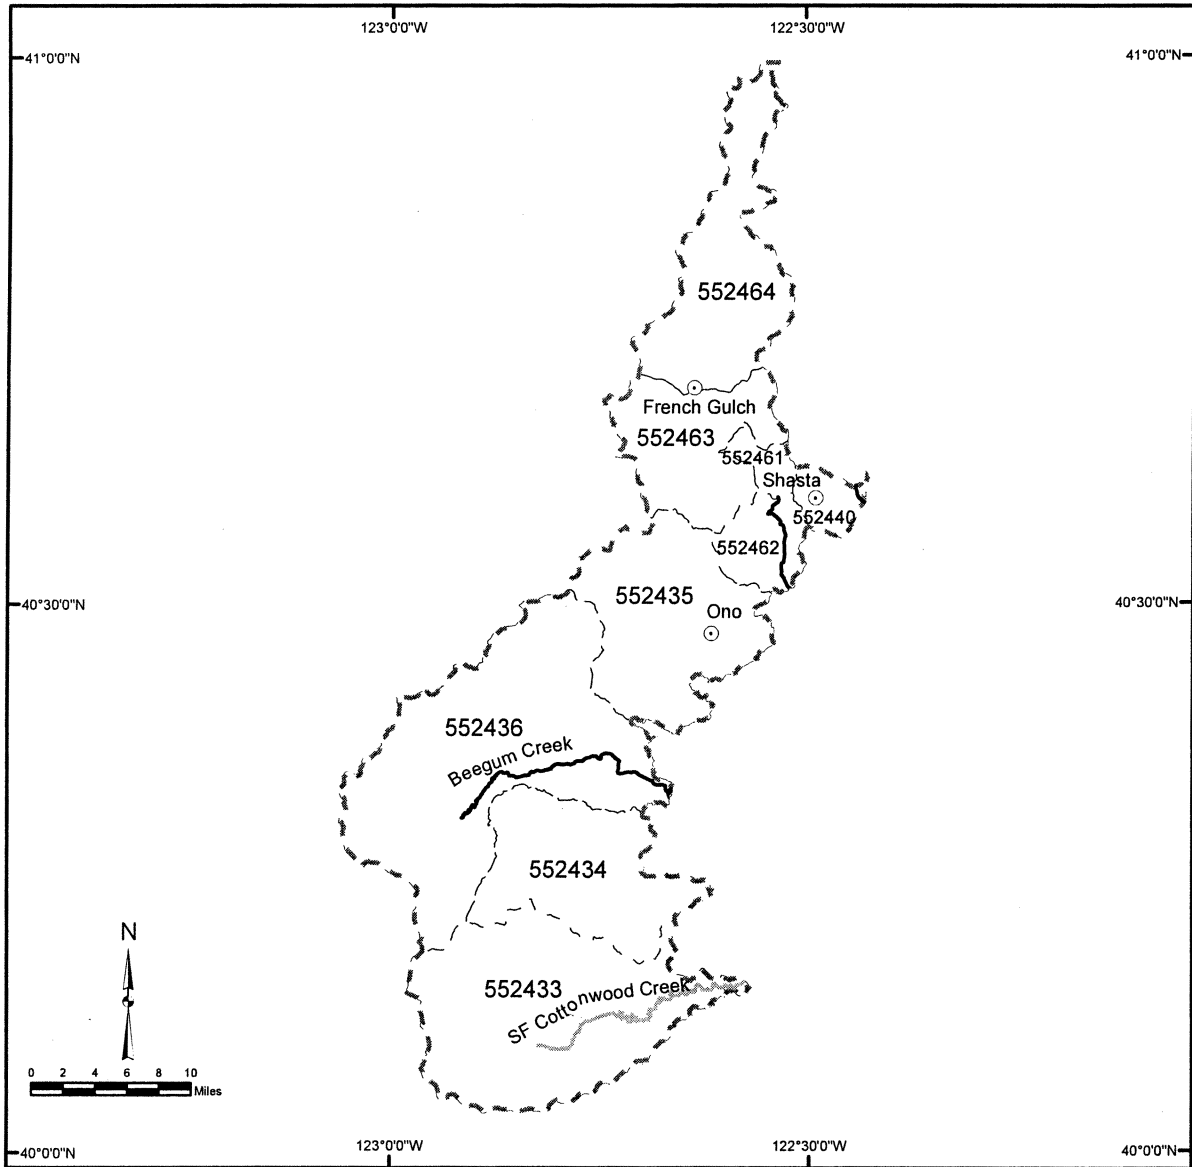 123°0'0"W
122°30'0"W
41°0'0"N
41°0'0"N
552464
French Gulch
552463
552461
Shasta
552440
552462
552435
40°30'0"N
40°30'0"N
Ono
552436
Beegum Creek
552434
N
552433
SF Cottonwood Creek
0 2 4 6 8 10
Miles
123°0'0"W
122°30'0"W
40°0'0"N
40°0'0"N